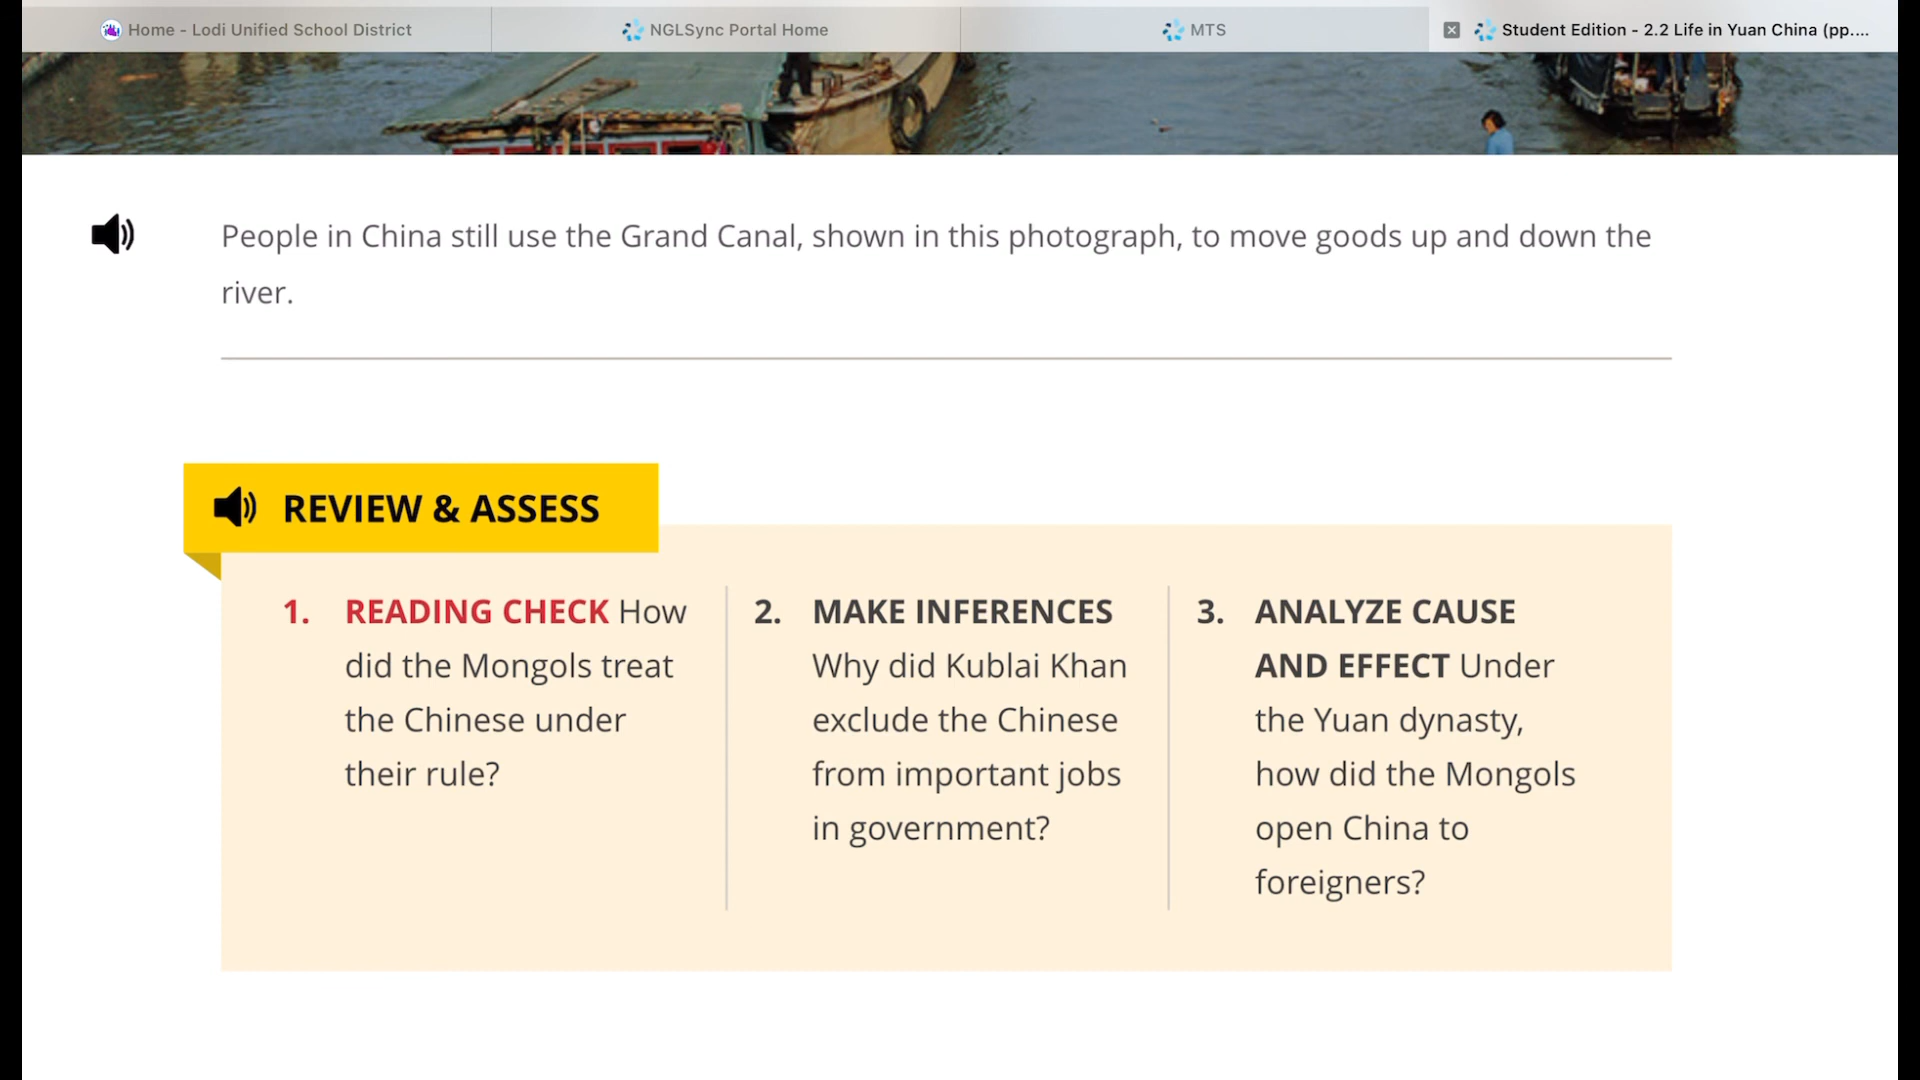 Home - Lodi Unified School District
NGLSync Portal Home
MTS
Student Edition - 2.2 Life in Yuan China (pp....
People in China still use the Grand Canal, shown in this photograph, to move goods up and down the
river.
REVIEW & ASSESS
1. READING CHECK How
did the Mongols treat
the Chinese under
their rule?
2. MAKE INFERENCES
Why did Kublai Khan
exclude the Chinese
from important jobs
in government?
3. ANALYZE CAUSE
AND EFFECT Under
the Yuan dynasty,
how did the Mongols
open China to
foreigners?